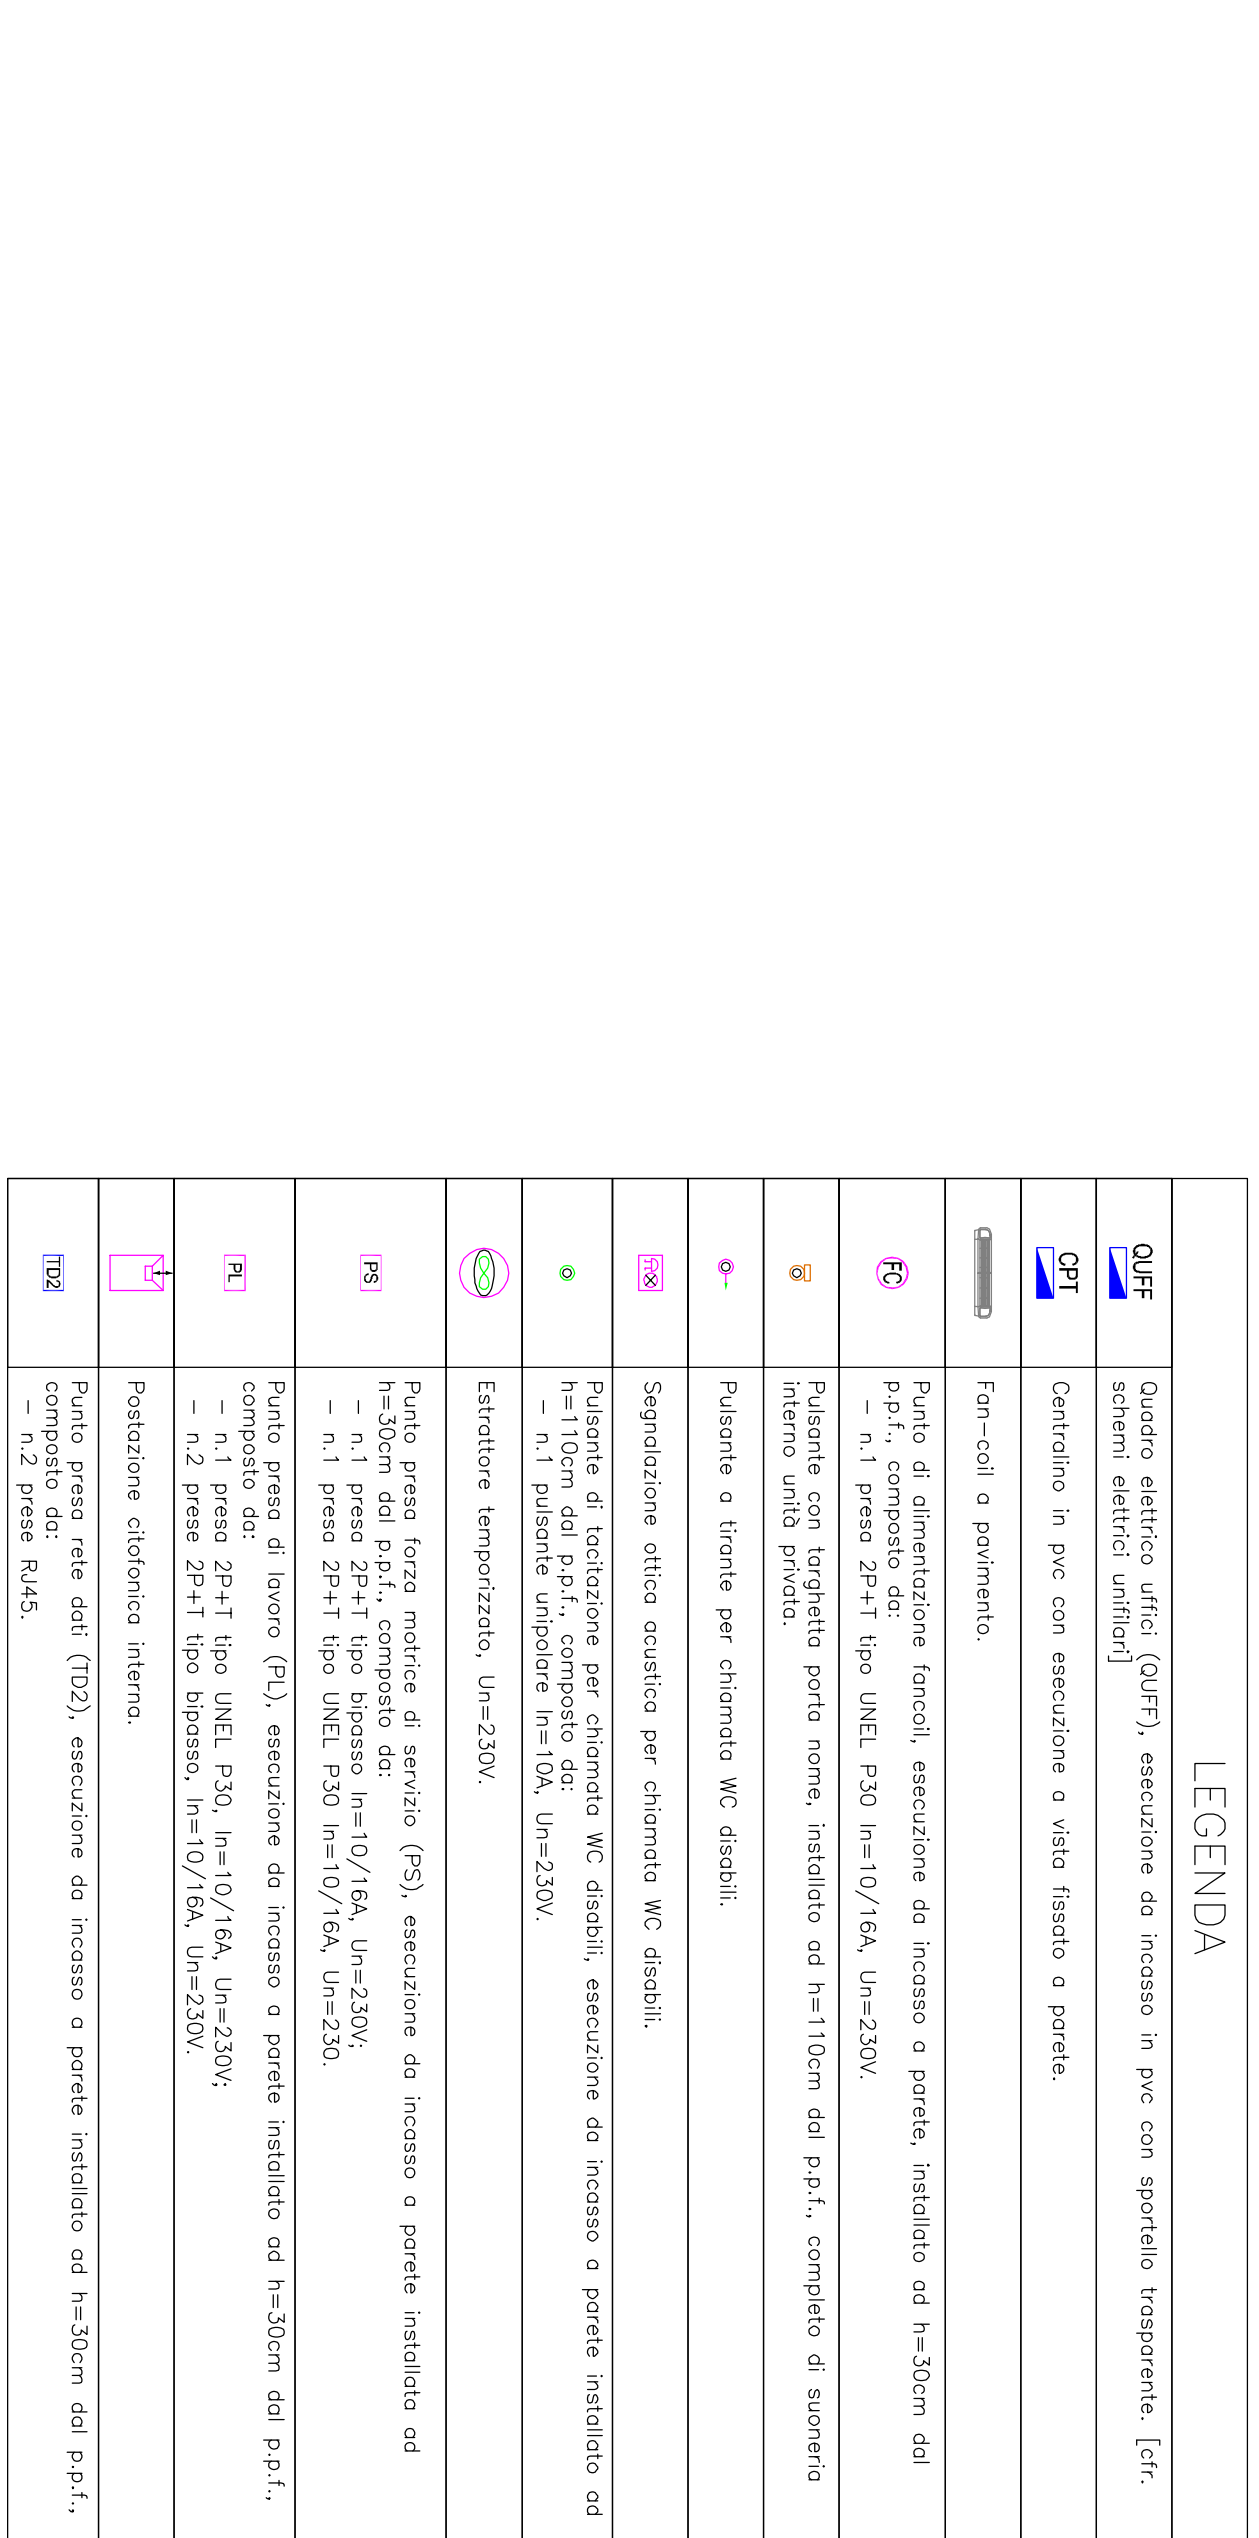 LEGENDA
QUFF
Quadro elettrico uffici (QUFF), esecuzione da incasso in pvc con sportello trasparente. [cfr.
schemi elettrici unifilari]
CPT
Centralino in pvc con esecuzione a vista fissato a parete.
Fan-coil a pavimento.
FC
Punto di alimentazione fancoil, esecuzione da incasso a parete, installato ad h=30cm dal
p.p.f., composto da:
- n.1 presa 2P+T tipo UNEL P30 In=10/16A, Un=230V.
Pulsante con targhetta porta nome, installato ad h=110cm dal p.p.f., completo di suoneria
interno unità privata.
Pulsante a tirante per chiamata WC disabili.
Segnalazione ottica acustica per chiamata WC disabili.
Pulsante di tacitazione per chiamata WC disabili, esecuzione da incasso a parete installato ad
h=110cm dal p.p.f., composto da:
- n.1 pulsante unipolare In=10A, Un=230V.
Estrattore temporizzato, Un=230V.
PS
Punto presa forza motrice di servizio (PS), esecuzione da incasso a parete installata ad
h=30cm dal p.p.f., composto da:
- n.1 presa 2P+T tipo bipasso In=10/16A, Un=230V;
- n.1 presa 2P+T tipo UNEL P30 In=10/16A, Un=230.
PL
Punto presa di lavoro (PL), esecuzione da incasso a parete installato ad h=30cm dal p.p.f.,
composto da:
- n.1 presa 2P+T tipo UNEL P30, In=10/16A, Un=230V;
- n.2 prese 2P+T tipo bipasso, In=10/16A, Un=230V.
Postazione citofonica interna.
TD2
Punto presa rete dati (TD2), esecuzione da incasso a parete installato ad h=30cm dal p.p.f.,
composto da:
- n.2 prese RJ45.